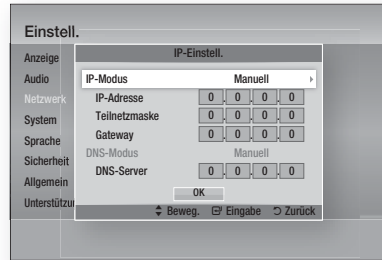 Einstell.
IP-Einstell.
Anzeige
Audio
Netzwerk
System
Sprache
Sicherheit
Allgemein
Unterstützu
IP-Modus Manuell
IP-Adresse 0 . 0 . 0 . 0
Teilnetzmaske 0 . 0 . 0 . 0
Gateway 0 . 0 . 0 . 0
DNS-Modus Manuell
DNS-Server 0 . 0 . 0 . 0
OK
Beweg. Eingabe Zurück